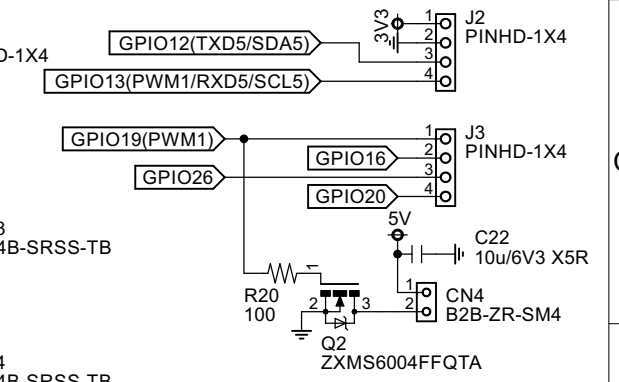 3V3
1
J2
GPIO12(TXD5/SDA5)
2
PINHD-1X4
3
D-1X4
GPIO13(PWM1/RXD5/SCL5)
4
GPIO19(PWM1)
1
J3
GPIO16
2
PINHD-1X4
GPIO26
3
GPIO20
4
5V
4B-SRSS-TB
C22
10u/6V3 X5R
1
R20
100
1
CN4
2
3
2
B2B-ZR-SM4
Q2
ZXMS6004FFQTA
4B-SRSS-TB